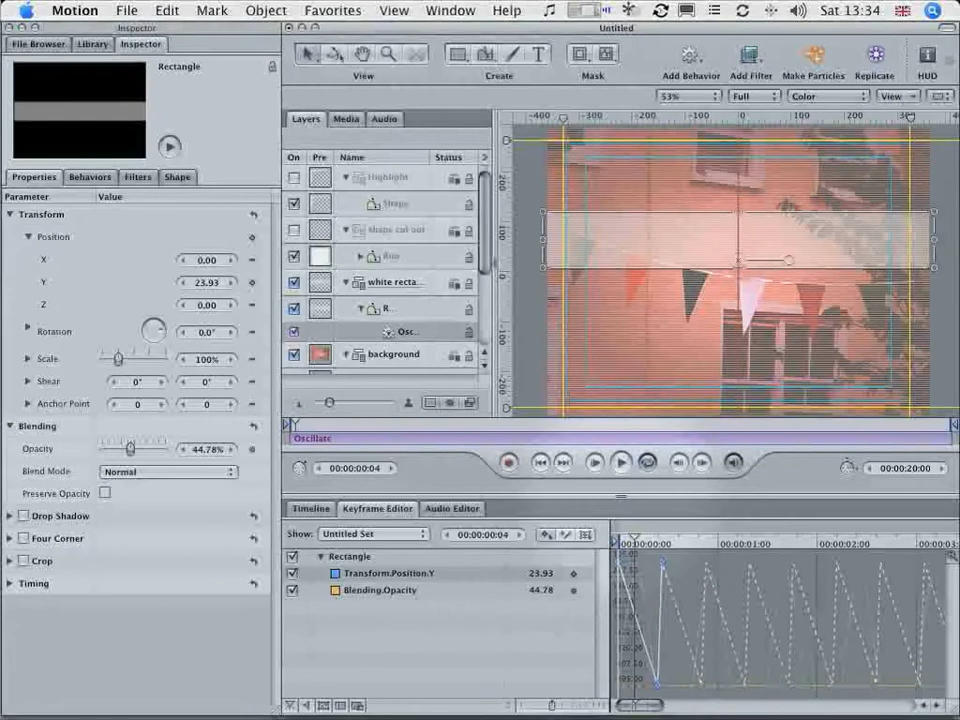 Motion File Edit Mark Object Favorites View Window Help Sat 13:34
Inspector
Untitled
File Browser Library Inspector
Rectangle
View Create Mask Add Behavior Add Filter Make Particles Replicate HUD
53% Full Color View
Layers Media Audio
On Pre Name Status
Highlight
Shape
shape cut out
R...
white recta...
R...
Osc...
background
-400 -300 -200 -100 0 100 200
200
100
0
-100
-200
Properties Behaviors Filters Shape
Parameter Value
Transform
Position
X 0.00
Y 23.93
Z 0.00
Rotation 0.0°
Scale 100%
Shear 0° 0°
Anchor Point 0 0
Blending
Opacity 44.78%
Blend Mode Normal
Preserve Opacity
Drop Shadow
Four Corner
Crop
Timing
Oscillate
00:00:00:04 00:00:20:00
Timeline Keyframe Editor Audio Editor
Show: Untitled Set 00:00:00:04
Rectangle
Transform.Position.Y 23.93
Blending.Opacity 44.78
00:00:00:00 00:00:01:00 00:00:02:00 00:00:03: